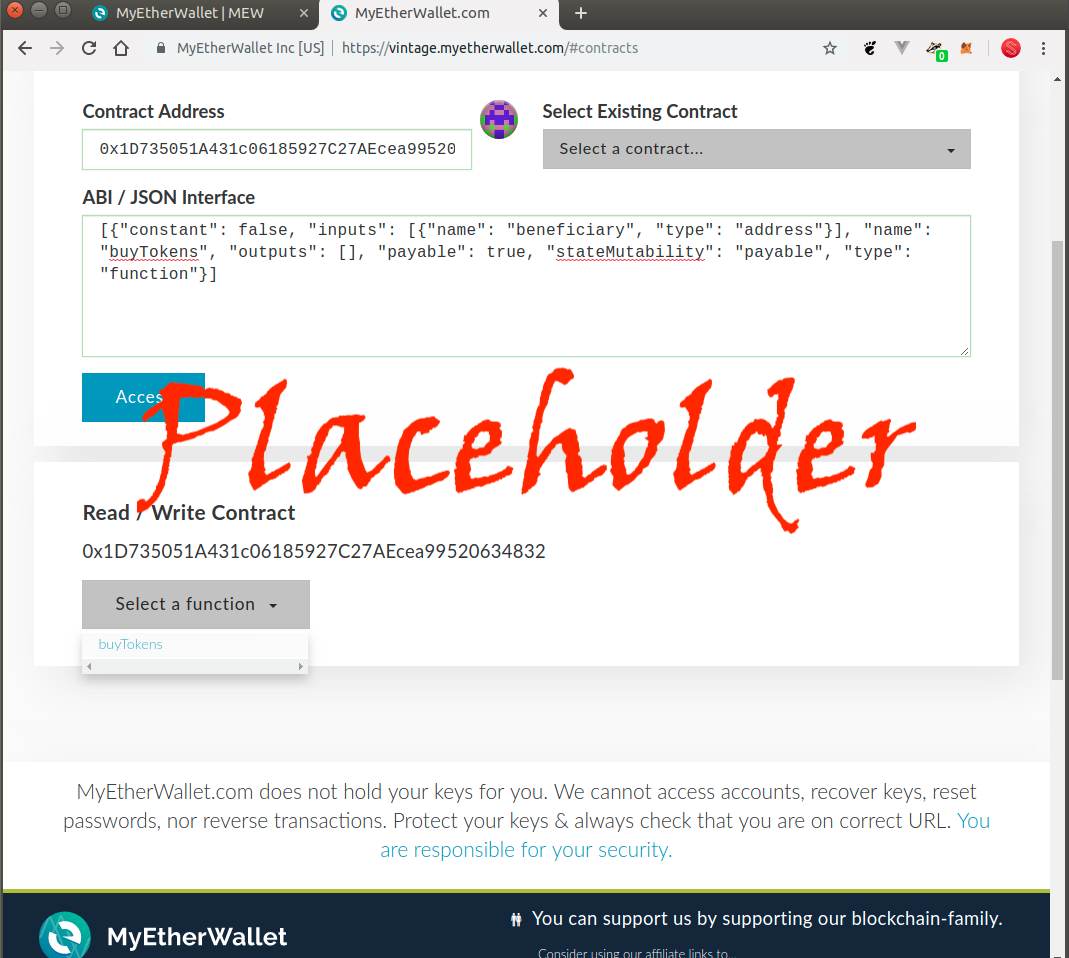 MyEtherWallet | MEW
MyEtherWallet.com
MyEtherWallet Inc [US] | https://vintage.myetherwallet.com/#contracts
0
Contract Address
Select Existing Contract
0x1D735051A431c06185927C27AEcea99520
Select a contract...
ABI / JSON Interface
[{"constant": false, "inputs": [{"name": "beneficiary", "type": "address"}], "name":
"buyTokens", "outputs": [], "payable": true, "stateMutability": "payable", "type":
"function"}]
Access
Placeholder
Read / Write Contract
0x1D735051A431c06185927C27AEcea99520634832
Select a function
buyTokens
MyEtherWallet.com does not hold your keys for you. We cannot access accounts, recover keys, reset
passwords, nor reverse transactions. Protect your keys & always check that you are on correct URL. You
are responsible for your security.
MyEtherWallet
You can support us by supporting our blockchain-family.
Consider using our affiliate links to...